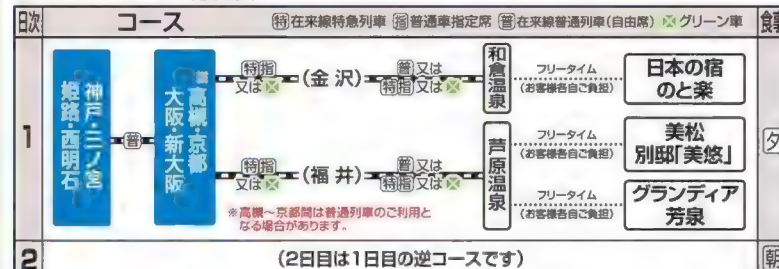 日次 コース 特在来線特急列車 指普通車指定席 普在来線普通列車(自由席) グリーン車 食事
1
姫路・西明石
神戸・三ノ宮
普
大阪・新大阪
高槻・京都
特指
又は
(金 沢)
普又は
特指又は
和倉温泉
フリータイム
(お客様各自ご負担)
日本の宿
のと楽
特指
又は
(福 井)
普又は
特指又は
芦原温泉
フリータイム
(お客様各自ご負担)
美松
別邸「美悠」
フリータイム
(お客様各自ご負担)
グランディア
芳泉
※高槻〜京都間は普通列車のご利用と
なる場合があります。
夕
2 (2日目は1日目の逆コースです) 朝